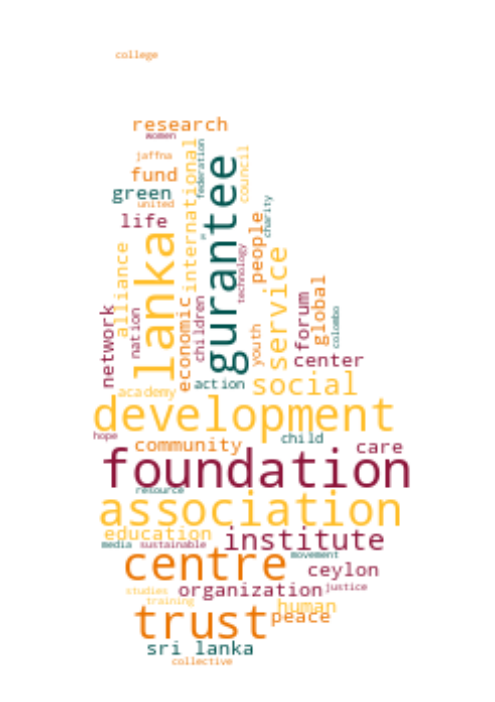 college
research
women
jaffna
fund
green
united
life
lanka
international
federation
gurantee
council
charity
people
technology
service
alliance
network
nation
economic
children
youth
forum
global
colombo
center
academy
action
social
development
hope
community
child
care
foundation
resource
association
education
media
sustainable
institute
movement
centre
ceylon
studies
organization
justice
training
human
trust
peace
sri lanka
collective